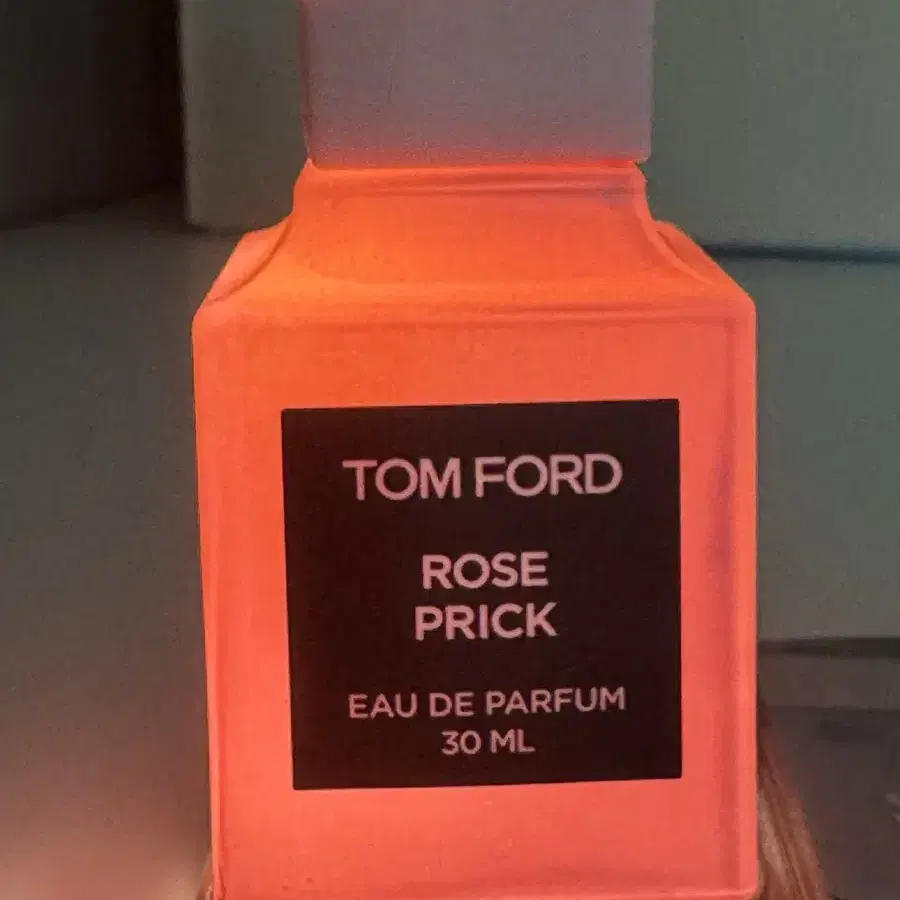 TOM FORD
ROSE
PRICK
EAU DE PARFUM
30 ML